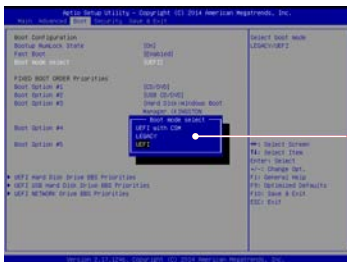 Aptio Setup Utility - Copyright (C) 2014 American Megatrends, Inc.
Main Advanced Boot Security Save & Exit
Boot Configuration
Bootup NumLock State [On]
Fast Boot [Enabled]
Boot mode select [UEFI]
FIXED BOOT ORDER Priorities
Boot Option #1 [CD/DVD]
Boot Option #2 [USB CD/DVD]
Boot Option #3 [Hard Disk:Windows Boot
Manager (KINGSTON
Boot Option #4
Boot Option #5
UEFI Hard Disk Drive BBS Priorities
UEFI USB Hard Disk Drive BBS Priorities
UEFI NETWORK Drive BBS Priorities
Boot mode select
UEFI with CSM
LEGACY
UEFI
Select boot mode
LEGACY/UEFI
Select Screen
Select Item
Enter: Select
+/-: Change Opt.
F1: General Help
F9: Optimized Defaults
F10: Save & Exit
ESC: Exit
Version 2.17.1246. Copyright (C) 2014 American Megatrends, Inc.